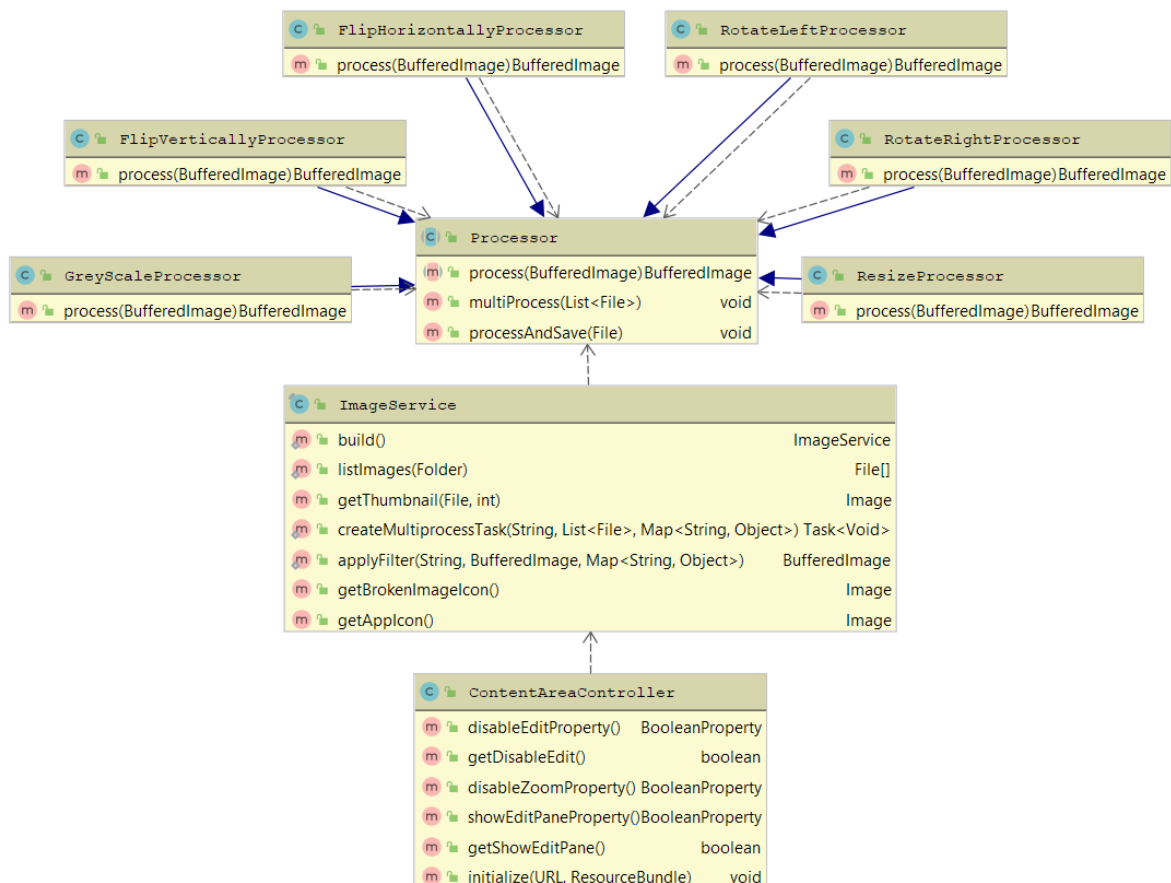 FlipHorizontallyProcessor
process(BufferedImage) BufferedImage
RotateLeftProcessor
process(BufferedImage) BufferedImage
FlipVerticallyProcessor
process(BufferedImage) BufferedImage
RotateRightProcessor
process(BufferedImage) BufferedImage
Processor
process(BufferedImage) BufferedImage
multiProcess(List<File>) void
processAndSave(File) void
GreyScaleProcessor
process(BufferedImage) BufferedImage
ResizeProcessor
process(BufferedImage) BufferedImage
ImageService
build() ImageService
listImages(Folder) File[]
getThumbnail(File, int) Image
createMultiprocessTask(String, List<File>, Map<String, Object>) Task<Void>
applyFilter(String, BufferedImage, Map<String, Object>) BufferedImage
getBrokenImageIcon() Image
getAppIcon() Image
ContentAreaController
disableEditProperty() BooleanProperty
getDisableEdit() boolean
disableZoomProperty() BooleanProperty
showEditPaneProperty() BooleanProperty
getShowEditPane() boolean
initialize(URL, ResourceBundle) void